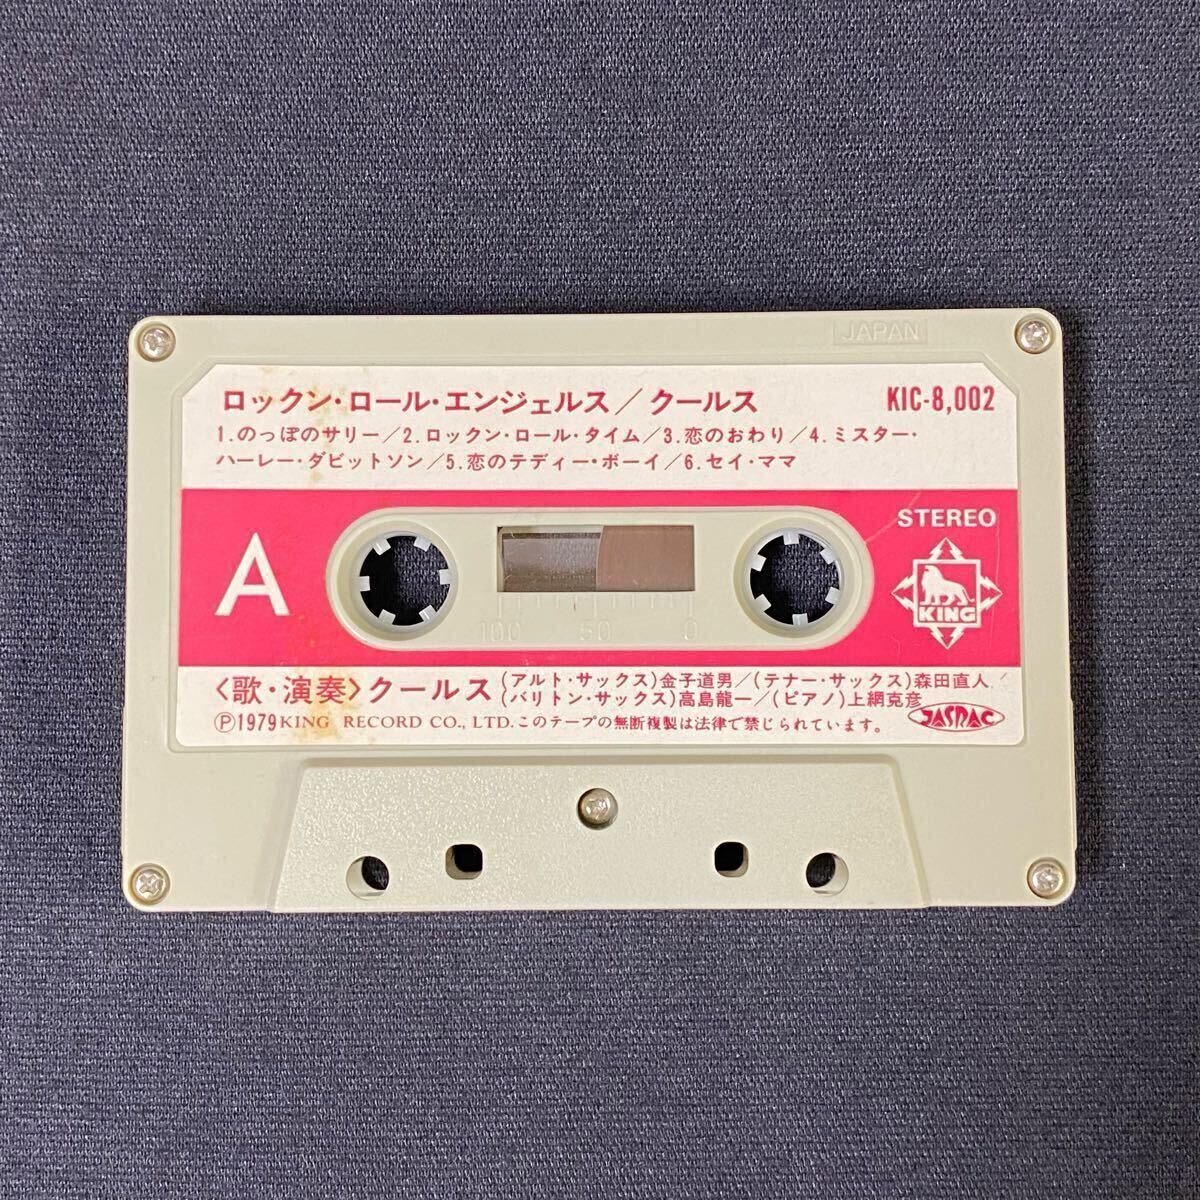 JAPAN
ロックン・ロール・エンジェルス／クールス KIC-8,002
1.のっぽのサリー／2.ロックン・ロール・タイム／3.恋のおわり／4.ミスター・
ハーレー・ダビットソン／5.恋のテディー・ボーイ／6.セイ・ママ
STEREO
A
KING
100 50 0
〈歌・演奏〉クールス (アルト・サックス)金子道男／(テナー・サックス)森田直人／
(バリトン・サックス)高島龍一／(ピアノ)上綱克彦
Ⓟ1979 KING RECORD CO., LTD.このテープの無断複製は法律で禁じられています。
JASRAC